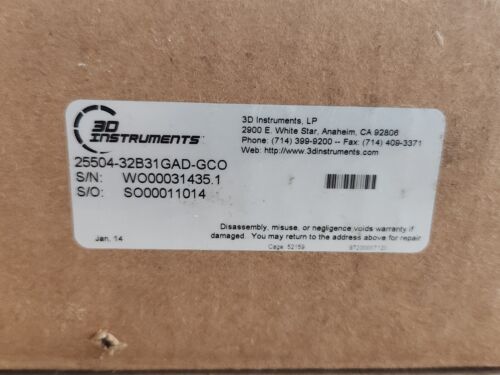 3D
INSTRUMENTS
3D Instruments, LP
2900 E. White Star, Anaheim, CA 92806
Phone: (714) 399-9200 -- Fax: (714) 409-3371
Web: http://www.3dinstruments.com
25504-32B31GAD-GCO
S/N: WO00031435.1
S/O: SO00011014
Disassembly, misuse, or negligence voids warranty if
damaged. You may return to the address above for repair
Jan, 14
Cage: 52159